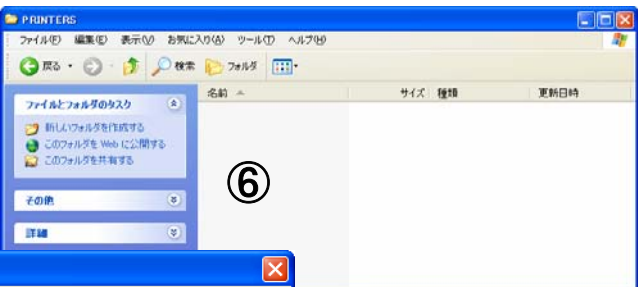 PRINTERS
ファイル(F) 編集(E) 表示(V) お気に入り(A) ツール(T) ヘルプ(H)
戻る 検索 フォルダ
名前 サイズ 種類 更新日時
ファイルとフォルダのタスク
新しいフォルダを作成する
このフォルダを Web に公開する
このフォルダを共有する
⑥
その他
詳細